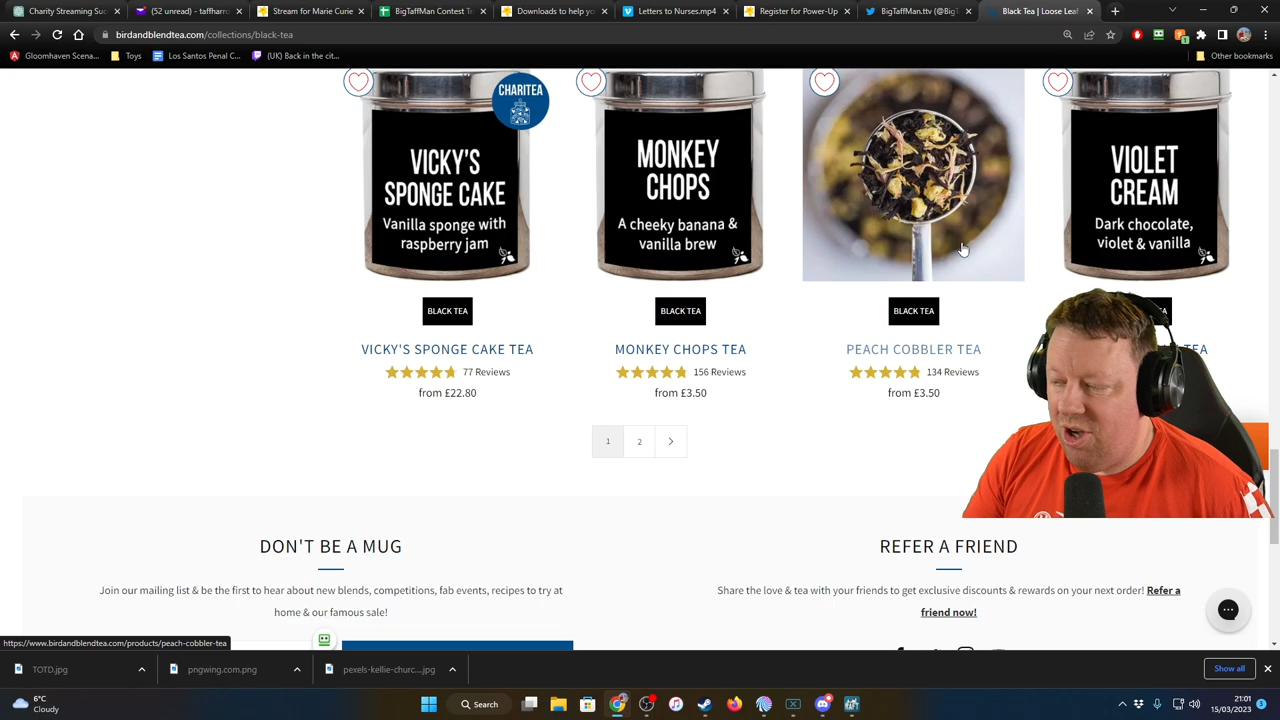 Charity Streaming Sui
(52 unread) - taffharro
Stream for Marie Curie
BigTaffMan Contest Tr
Downloads to help yo
Letters to Nurses.mp4
Register for Pour-Up
BigTaffMan.ttv (@BigT
Black Tea | Loose Leaf
birdandblendtea.com/collections/black-tea
Gloomhaven Scena...
Toys
Los Santos Penal C...
(UK) Back in the cit...
Other bookmarks
CHARITEA
VICKY'S
SPONGE CAKE
Vanilla sponge with
raspberry jam
MONKEY
CHOPS
A cheeky banana &
vanilla brew
VIOLET
CREAM
Dark chocolate,
violet & vanilla
BLACK TEA
BLACK TEA
BLACK TEA
VICKY'S SPONGE CAKE TEA
MONKEY CHOPS TEA
PEACH COBBLER TEA
TEA
77 Reviews
156 Reviews
134 Reviews
from £22.80
from £3.50
from £3.50
1
2
DON'T BE A MUG
REFER A FRIEND
Join our mailing list & be the first to hear about new blends, competitions, fab events, recipes to try at
home & our famous sale!
Share the love & tea with your friends to get exclusive discounts & rewards on your next order! Refer a
friend now!
https://www.birdandblendtea.com/products/peach-cobbler-tea
TOTD.jpg
pngwing.com.png
pexels-kellie-churc....jpg
Show all
6°C
Cloudy
Search
21:01
15/03/2023